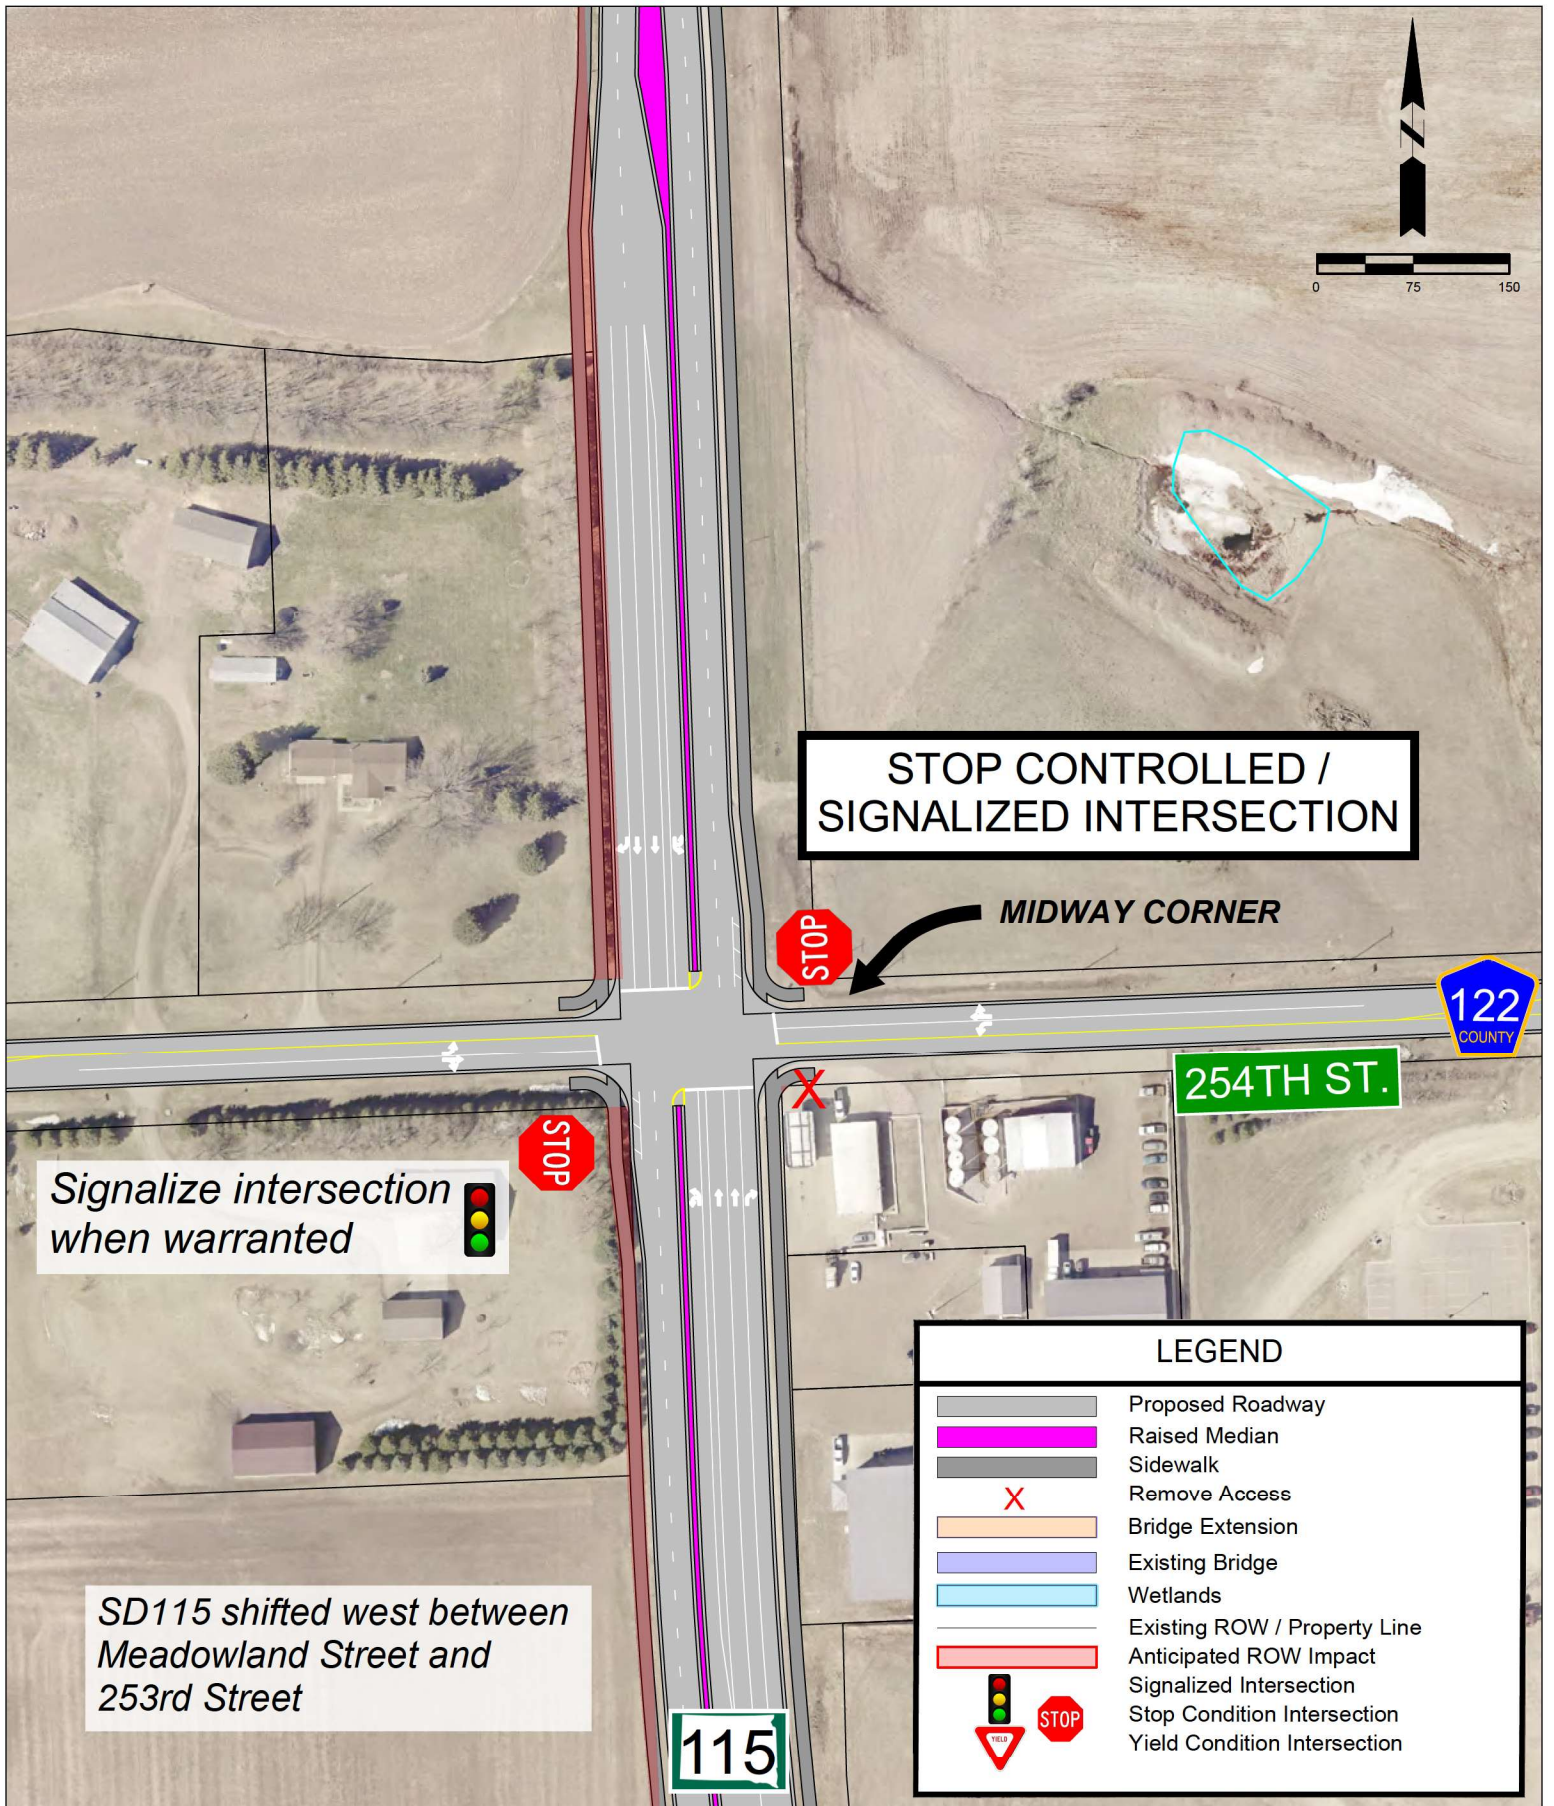 N
0 75 150
STOP CONTROLLED /
SIGNALIZED INTERSECTION
MIDWAY CORNER
STOP
122
COUNTY
254TH ST.
STOP
Signalize intersection
when warranted
SD115 shifted west between
Meadowland Street and
253rd Street
115
LEGEND
Proposed Roadway
Raised Median
Sidewalk
X
Remove Access
Bridge Extension
Existing Bridge
Wetlands
Existing ROW / Property Line
Anticipated ROW Impact
Signalized Intersection
STOP
Stop Condition Intersection
YIELD
Yield Condition Intersection
X